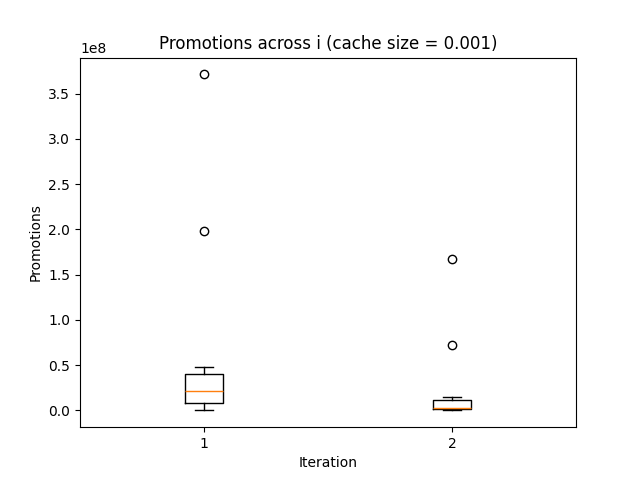 Promotions across i (cache size = 0.001)
1e8
3.5
3.0
2.5
2.0
1.5
1.0
0.5
0.0
Promotions
1
2
Iteration